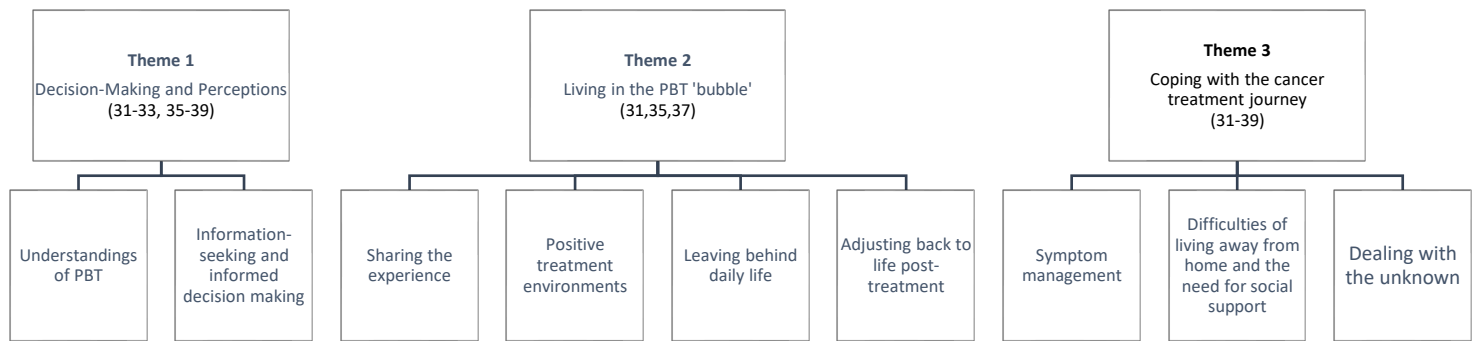 Theme 1
Decision-Making and Perceptions
(31-33, 35-39)
Theme 2
Living in the PBT 'bubble'
(31,35,37)
Theme 3
Coping with the cancer
treatment journey
(31-39)
Understandings
of PBT
Information-
seeking and
informed
decision making
Sharing the
experience
Positive
treatment
environments
Leaving behind
daily life
Adjusting back to
life post-
treatment
Symptom
management
Difficulties of
living away from
home and the
need for social
support
Dealing with
the unknown